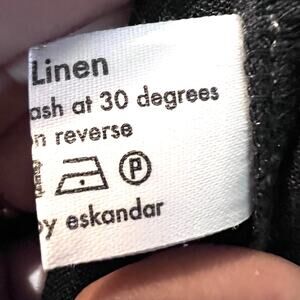 Linen
ash at 30 degrees
n reverse
P
by eskandar